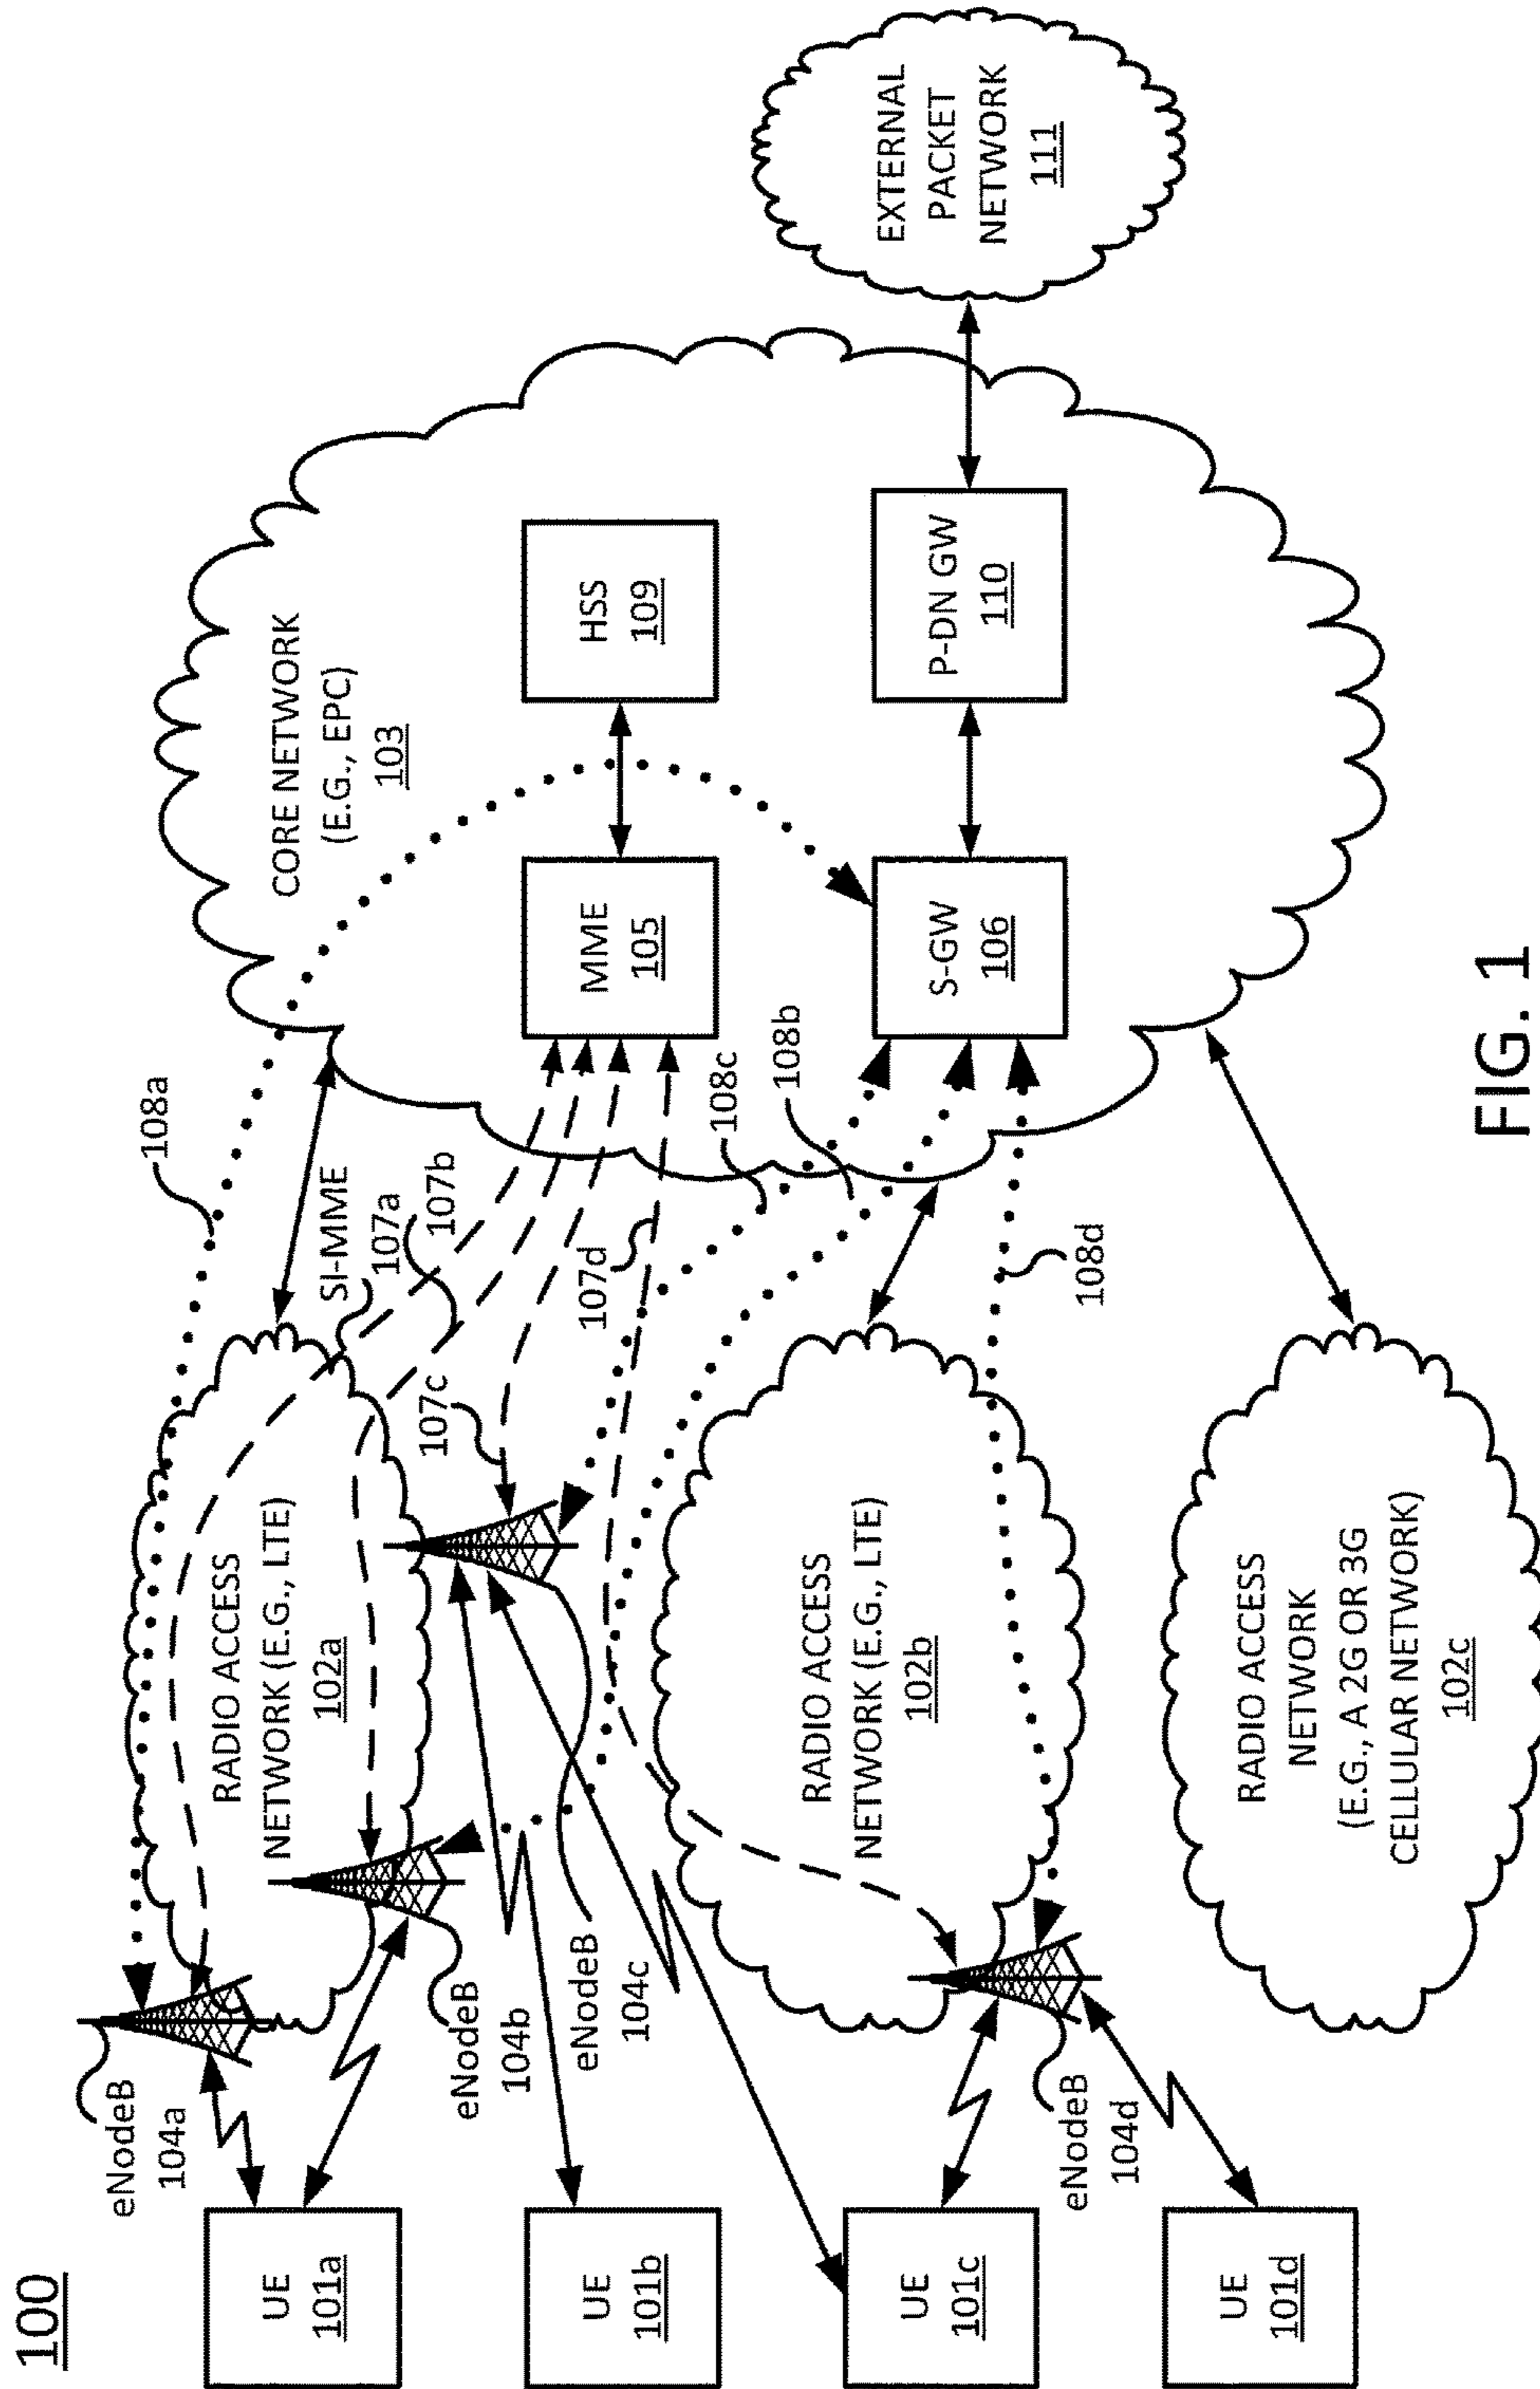 100
UE
101a
UE
101b
UE
101c
UE
101d
eNodeB
104a
eNodeB
104b
eNodeB
104c
eNodeB
104d
RADIO ACCESS
NETWORK (E.G., LTE)
102a
RADIO ACCESS
NETWORK (E.G., LTE)
102b
RADIO ACCESS
NETWORK
(E.G., A 2G OR 3G
CELLULAR NETWORK)
102c
108a
SI-MME
107a
107b
107c
107d
108c
108b
108d
CORE NETWORK
(E.G., EPC)
103
MME
105
HSS
109
S-GW
106
P-DN GW
110
EXTERNAL
PACKET
NETWORK
111
FIG. 1